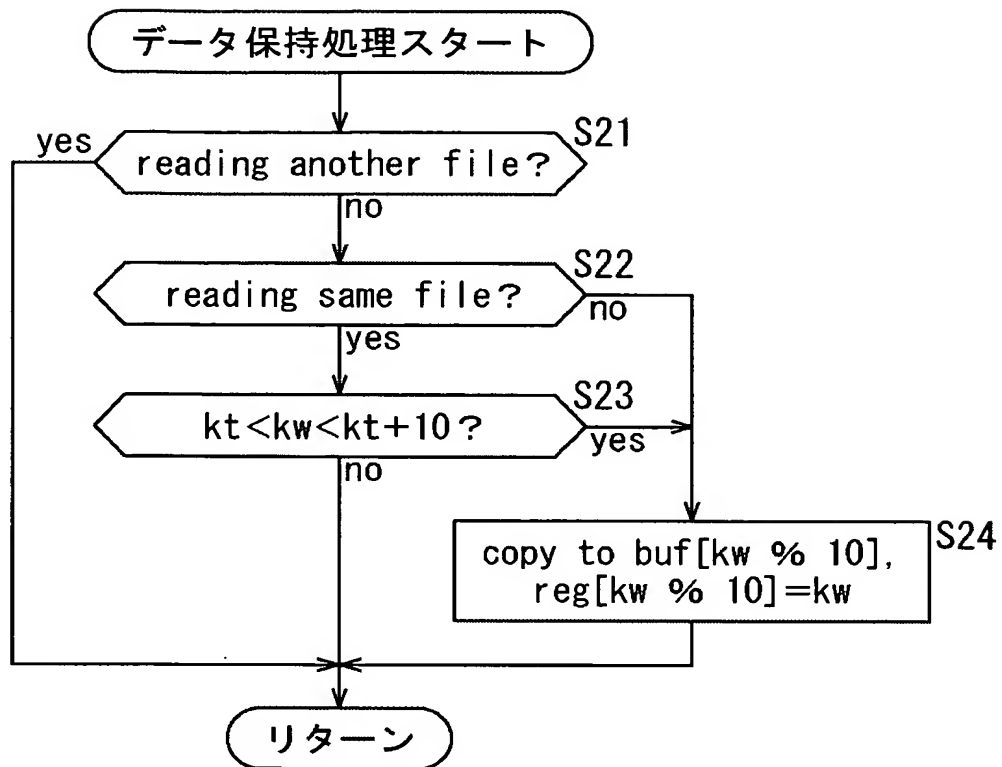 データ保持処理スタート
S21
yes
reading another file?
no
S22
reading same file?
no
yes
S23
kt<kw<kt+10?
yes
no
S24
copy to buf[kw % 10],
reg[kw % 10]=kw
リターン